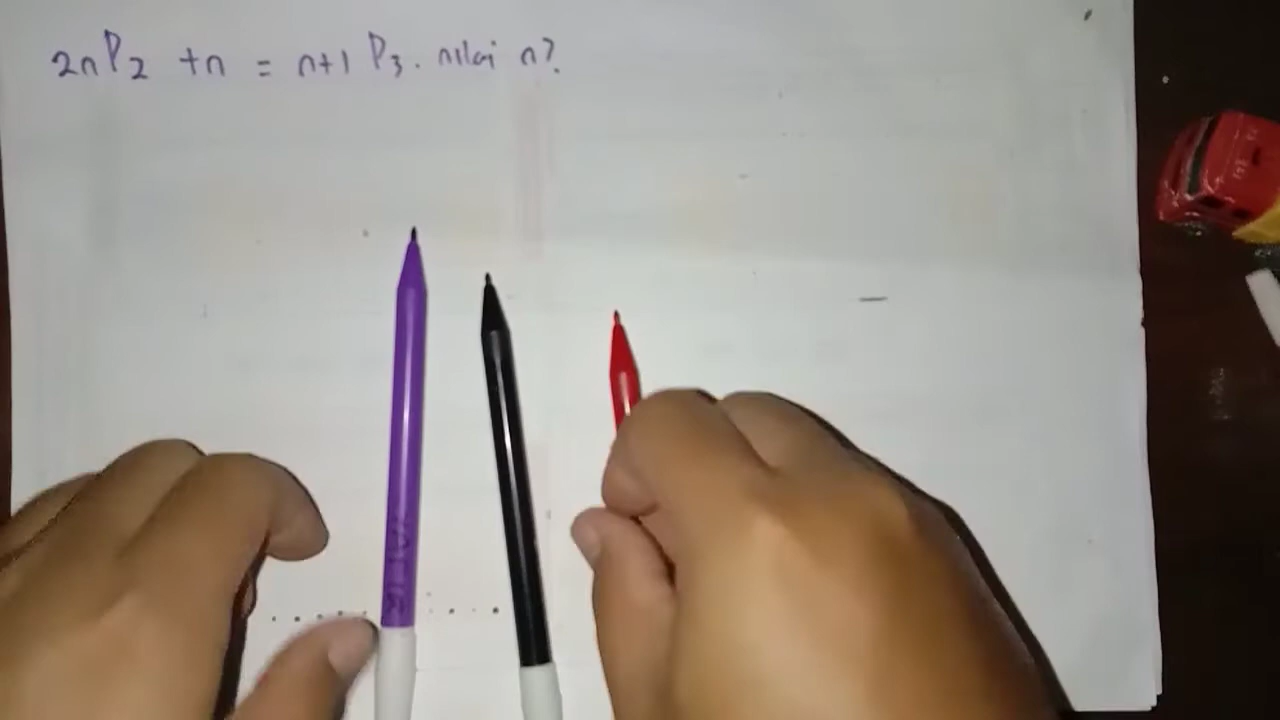 2nP2 + n = n+1 P3. nilai n?